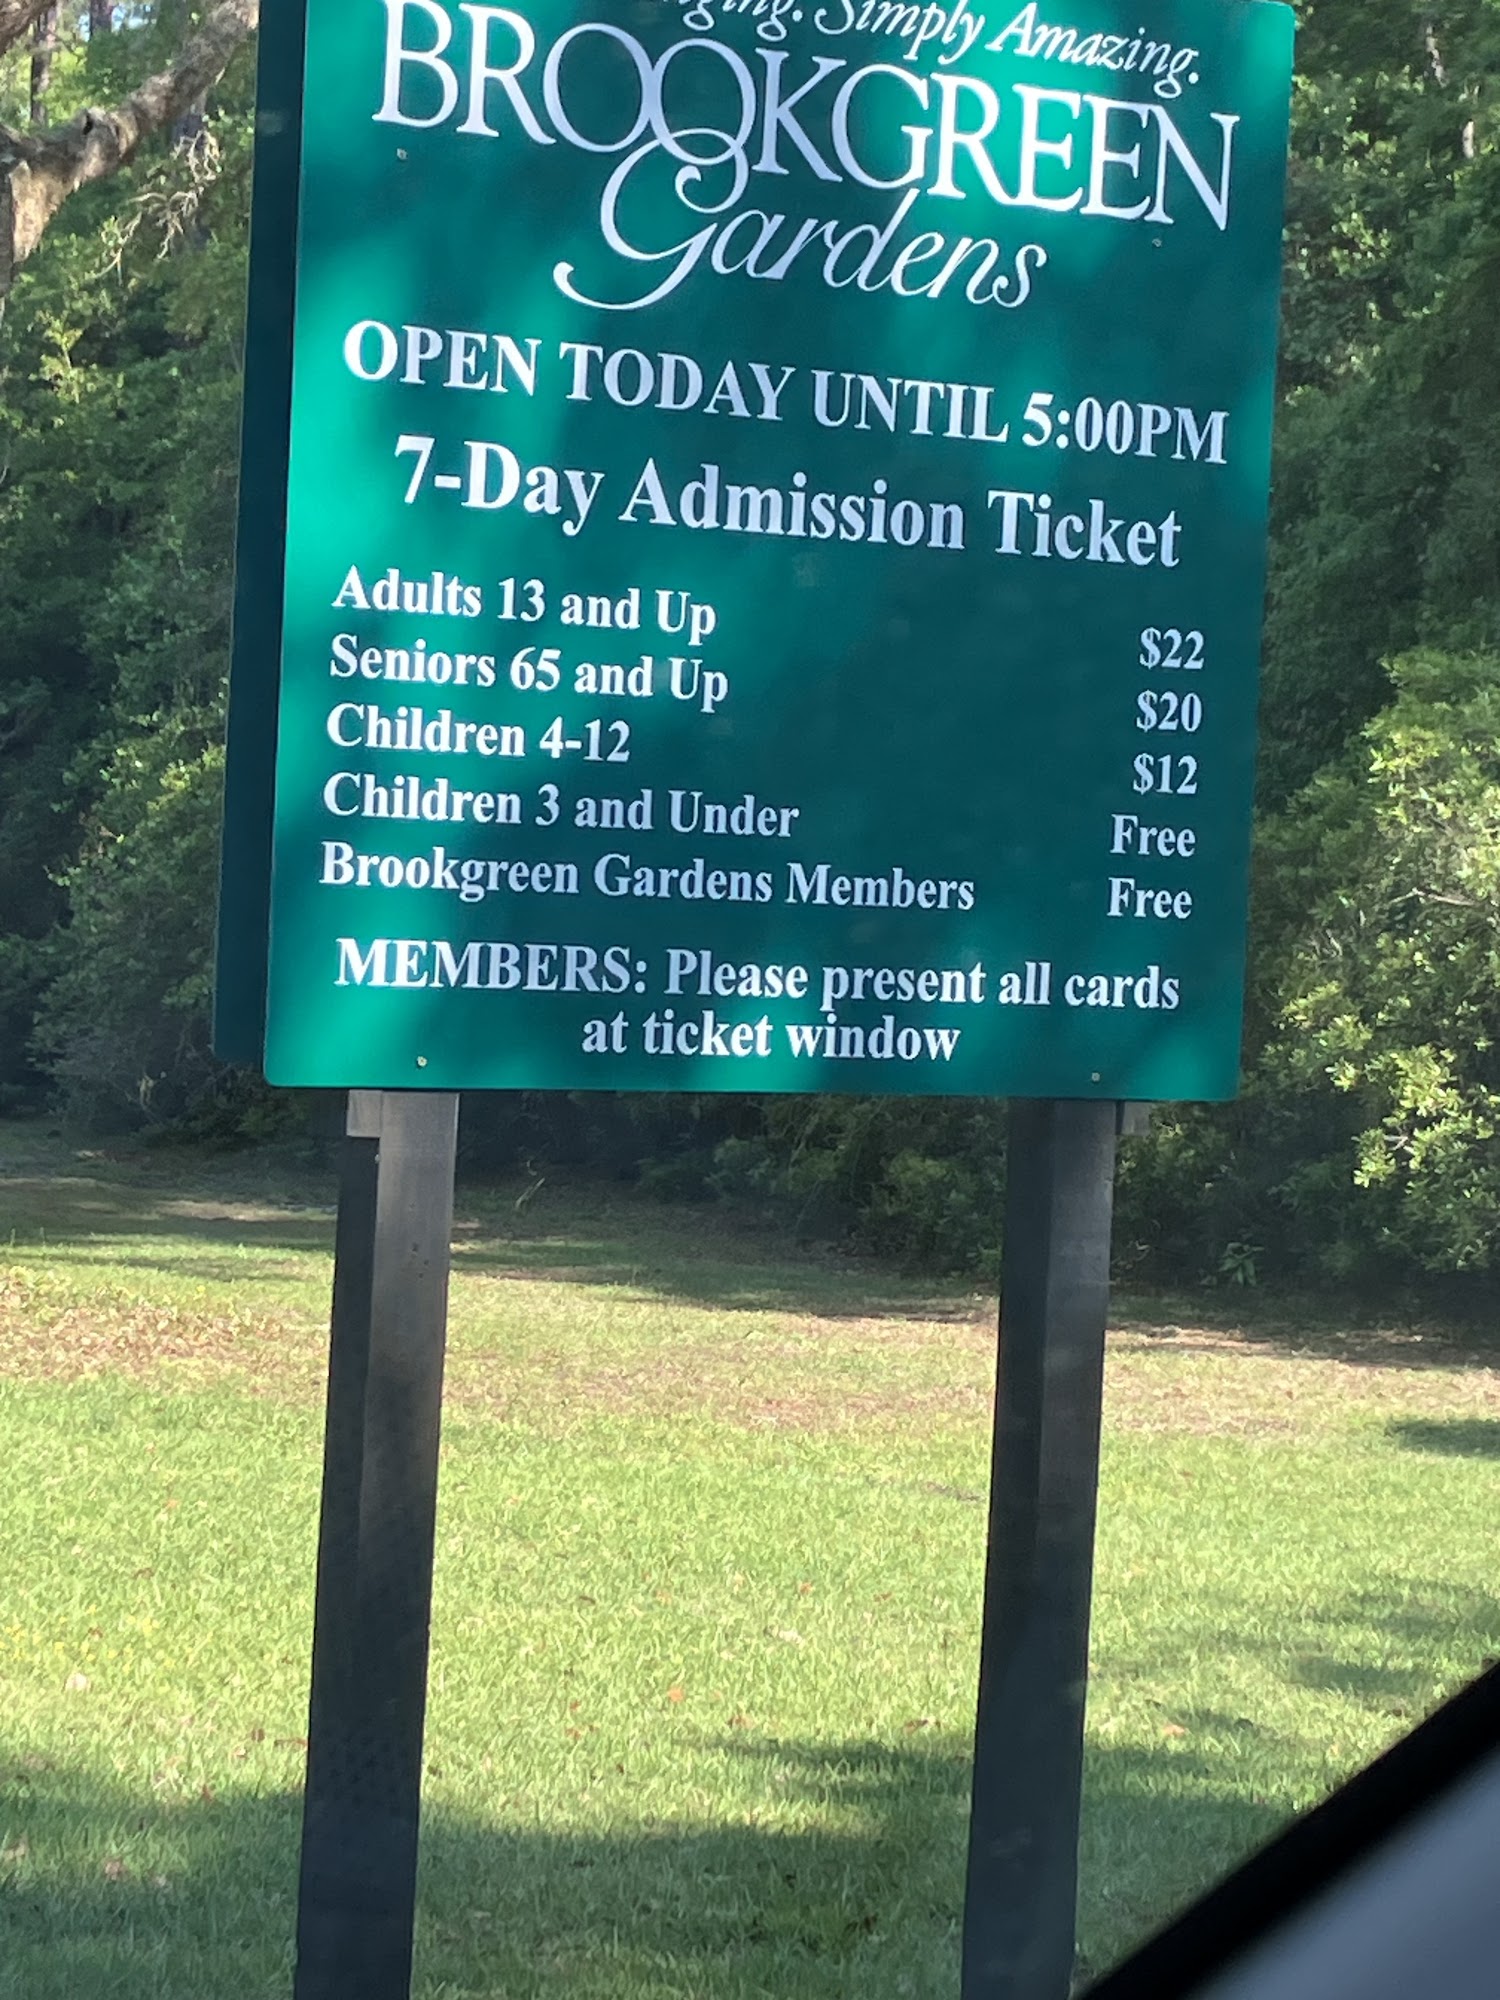 Simply Amazing.
BROOKGREEN
Gardens
OPEN TODAY UNTIL 5:00PM
7-Day Admission Ticket
Adults 13 and Up $22
Seniors 65 and Up $20
Children 4-12 $12
Children 3 and Under Free
Brookgreen Gardens Members Free
MEMBERS: Please present all cards
at ticket window